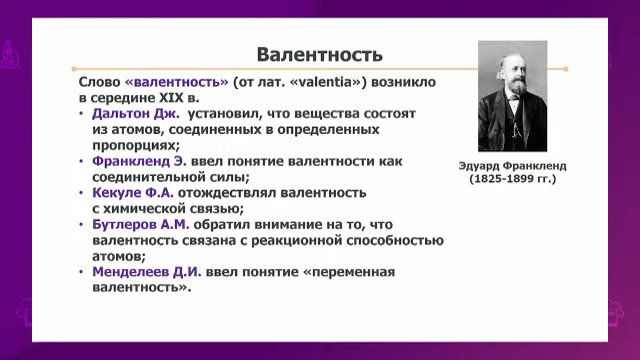 Валентность
Слово «валентность» (от лат. «valentia») возникло
в середине XIX в.
• Дальтон Дж. установил, что вещества состоят
из атомов, соединенных в определенных
пропорциях;
• Франкленд Э. ввел понятие валентности как
соединительной силы;
• Кекуле Ф.А. отождествлял валентность
с химической связью;
• Бутлеров А.М. обратил внимание на то, что
валентность связана с реакционной способностью
атомов;
• Менделеев Д.И. ввел понятие «переменная
валентность».
Эдуард Франкленд
(1825-1899 гг.)